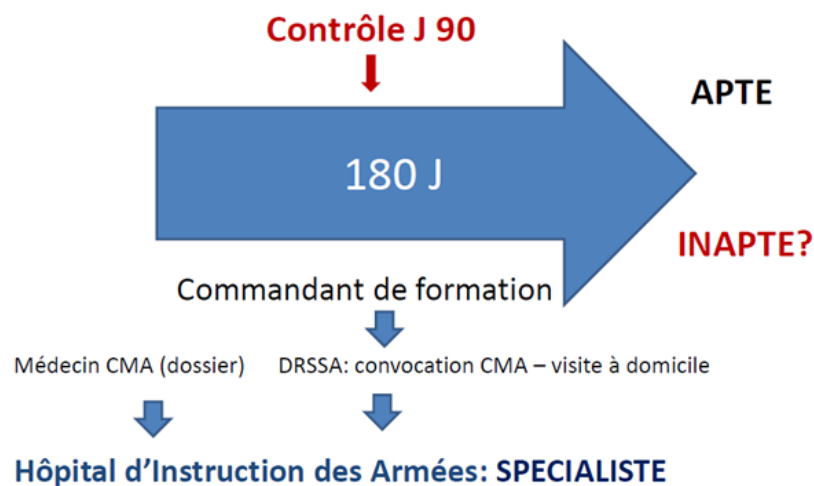 Contrôle J 90
APTE
180 J
INAPTE?
Commandant de formation
Médecin CMA (dossier) DRSSA: convocation CMA – visite à domicile
Hôpital d’Instruction des Armées: SPECIALISTE